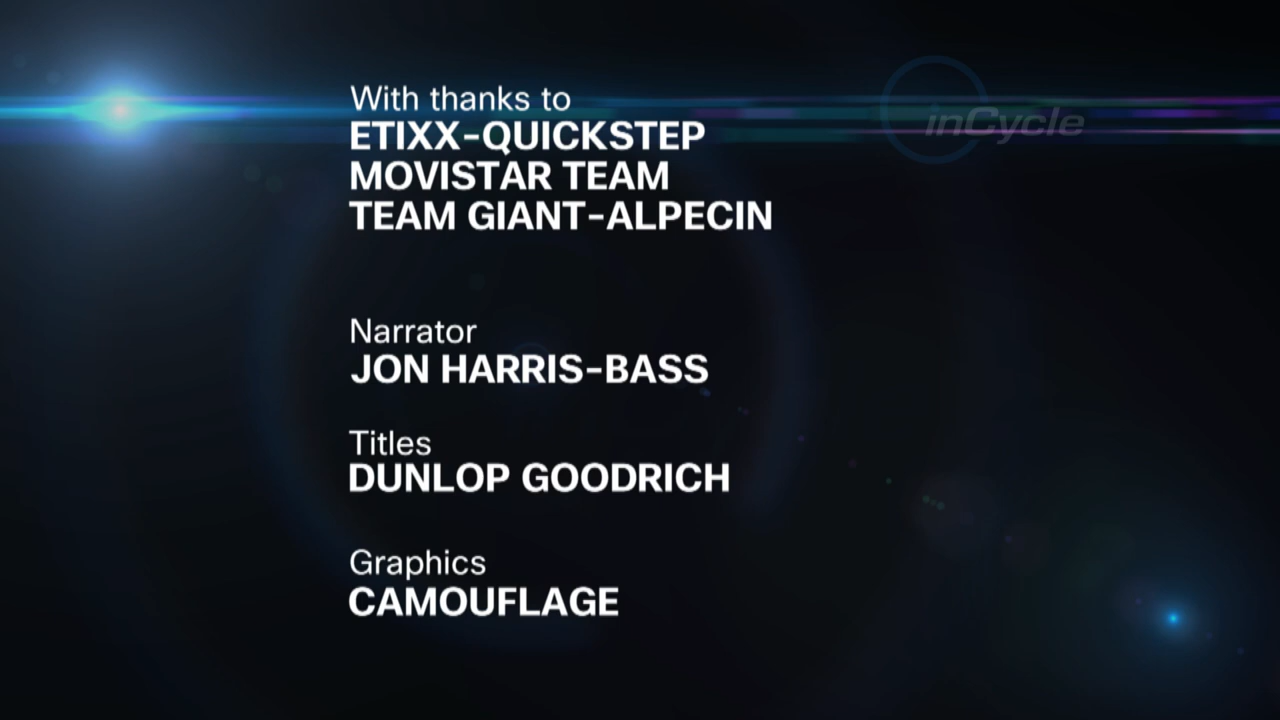 With thanks to
ETIXX-QUICKSTEP
MOVISTAR TEAM
TEAM GIANT-ALPECIN
inCycle
Narrator
JON HARRIS-BASS
Titles
DUNLOP GOODRICH
Graphics
CAMOUFLAGE